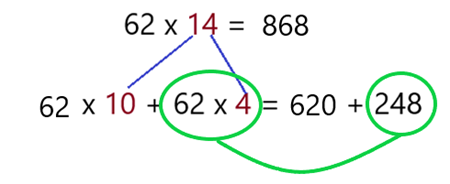 62 x 14 = 868
62 x 10 + 62 x 4 = 620 + 248